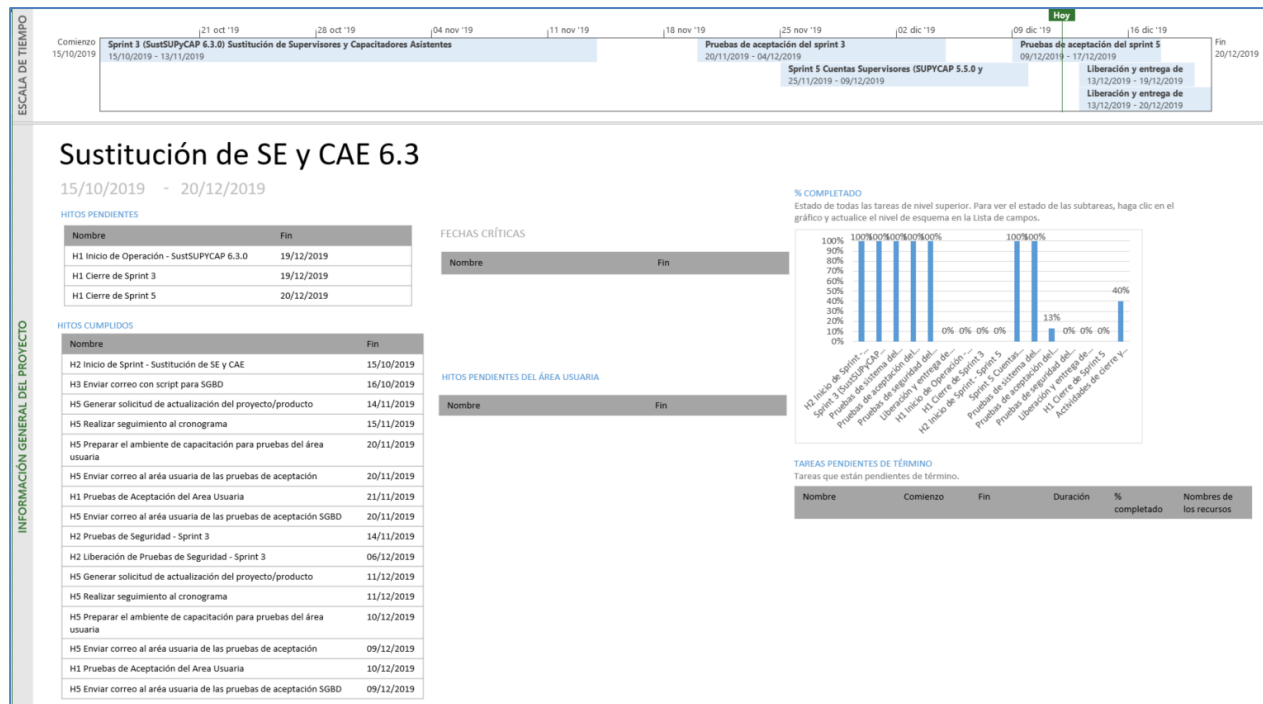 ESCALA DE TIEMPO
Hoy
21 oct '19
28 oct '19
04 nov '19
11 nov '19
18 nov '19
25 nov '19
02 dic '19
09 dic '19
16 dic '19
Comienzo
15/10/2019
Sprint 3 (SustSUPyCAP 6.3.0) Sustitución de Supervisores y Capacitadores Asistentes
15/10/2019 - 13/11/2019
Pruebas de aceptación del sprint 3
20/11/2019 - 04/12/2019
Pruebas de aceptación del sprint 5
09/12/2019 - 17/12/2019
Fin
20/12/2019
Sprint 5 Cuentas Supervisores (SUPYCAP 5.5.0 y
25/11/2019 - 09/12/2019
Liberación y entrega de
13/12/2019 - 19/12/2019
Liberación y entrega de
13/12/2019 - 20/12/2019
INFORMACIÓN GENERAL DEL PROYECTO
Sustitución de SE y CAE 6.3
15/10/2019 - 20/12/2019
HITOS PENDIENTES
Nombre Fin
H1 Inicio de Operación - SustSUPYCAP 6.3.0 19/12/2019
H1 Cierre de Sprint 3 19/12/2019
H1 Cierre de Sprint 5 20/12/2019
HITOS CUMPLIDOS
Nombre Fin
H2 Inicio de Sprint - Sustitución de SE y CAE 15/10/2019
H3 Enviar correo con script para SGBD 16/10/2019
H5 Generar solicitud de actualización del proyecto/producto 14/11/2019
H5 Realizar seguimiento al cronograma 15/11/2019
H5 Preparar el ambiente de capacitación para pruebas del área 20/11/2019
usuaria
H5 Enviar correo al aréa usuaria de las pruebas de aceptación 20/11/2019
H1 Pruebas de Aceptación del Area Usuaria 21/11/2019
H5 Enviar correo al aréa usuaria de las pruebas de aceptación SGBD 20/11/2019
H2 Pruebas de Seguridad - Sprint 3 14/11/2019
H2 Liberación de Pruebas de Seguridad - Sprint 3 06/12/2019
H5 Generar solicitud de actualización del proyecto/producto 11/12/2019
H5 Realizar seguimiento al cronograma 11/12/2019
H5 Preparar el ambiente de capacitación para pruebas del área 10/12/2019
usuaria
H5 Enviar correo al aréa usuaria de las pruebas de aceptación 09/12/2019
H1 Pruebas de Aceptación del Area Usuaria 10/12/2019
H5 Enviar correo al aréa usuaria de las pruebas de aceptación SGBD 09/12/2019
FECHAS CRÍTICAS
Nombre Fin
HITOS PENDIENTES DEL ÁREA USUARIA
Nombre Fin
% COMPLETADO
Estado de todas las tareas de nivel superior. Para ver el estado de las subtareas, haga clic en el
gráfico y actualice el nivel de esquema en la Lista de campos.
100%
90%
80%
70%
60%
50%
40%
30%
20%
10%
0%
100% 100% 100% 100% 100% 0% 0% 0% 0% 100% 100% 13% 0% 0% 0% 40%
H2 Inicio de Sprint -...
Sprint 3 (SustSUPyCAP...
Pruebas de sistema del...
Pruebas de aceptación del...
Pruebas de seguridad del...
Liberación y entrega de...
H1 Inicio de Operación -...
H1 Cierre de Sprint 3
H2 Inicio de Sprint - Sprint 5
Sprint 5 Cuentas...
Pruebas de sistema del...
Pruebas de aceptación del...
Pruebas de seguridad del...
Liberación y entrega de...
H1 Cierre de Sprint 5
Actividades de cierre y...
TAREAS PENDIENTES DE TÉRMINO
Tareas que están pendientes de término.
Nombre Comienzo Fin Duración % completado Nombres de los recursos